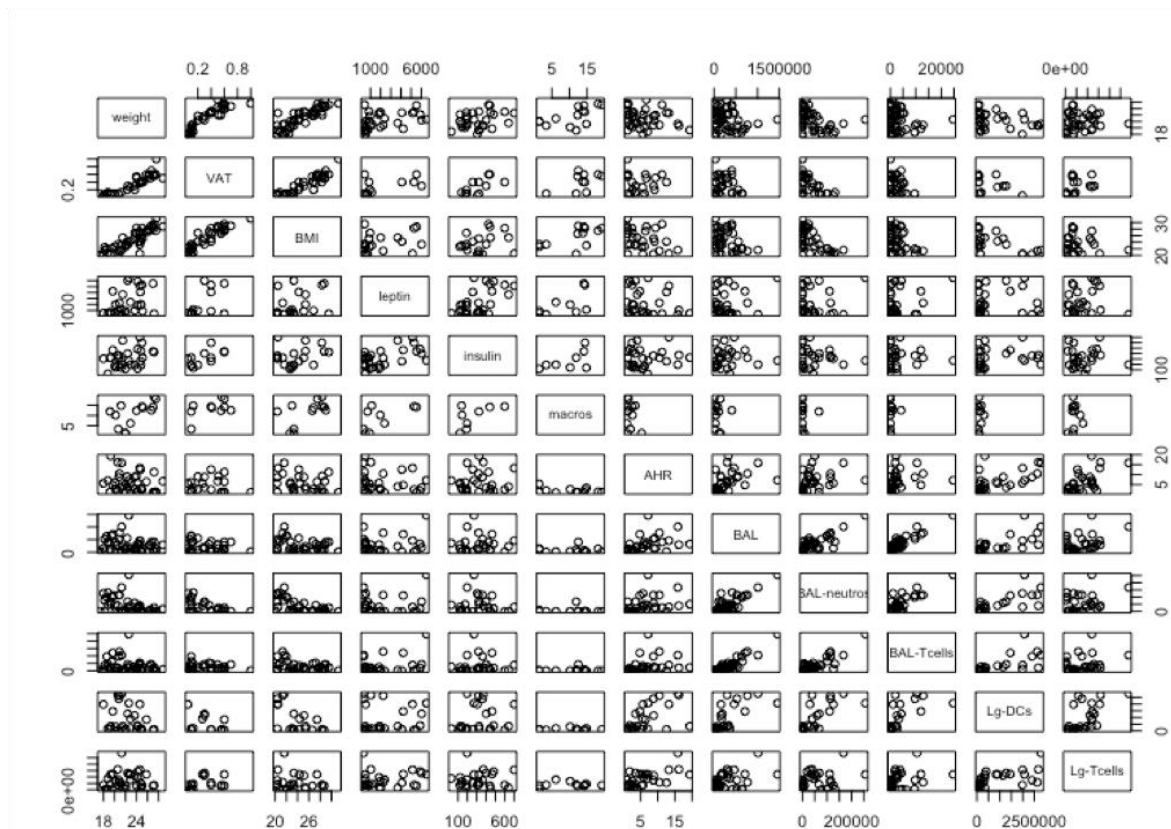 0.2 0.8 1000 6000 5 15 0 1500000 0 20000 0e+00
weight 18
0.2 VAT
BMI 20 30
1000 leptin
insulin 100
5 macros
AHR 5 20
0 BAL
BAL-neutros 0
0 BAL-Tcells
Lg-DCs 0
0e+00 Lg-Tcells
18 24 20 26 100 600 5 15 0 200000 0 2500000